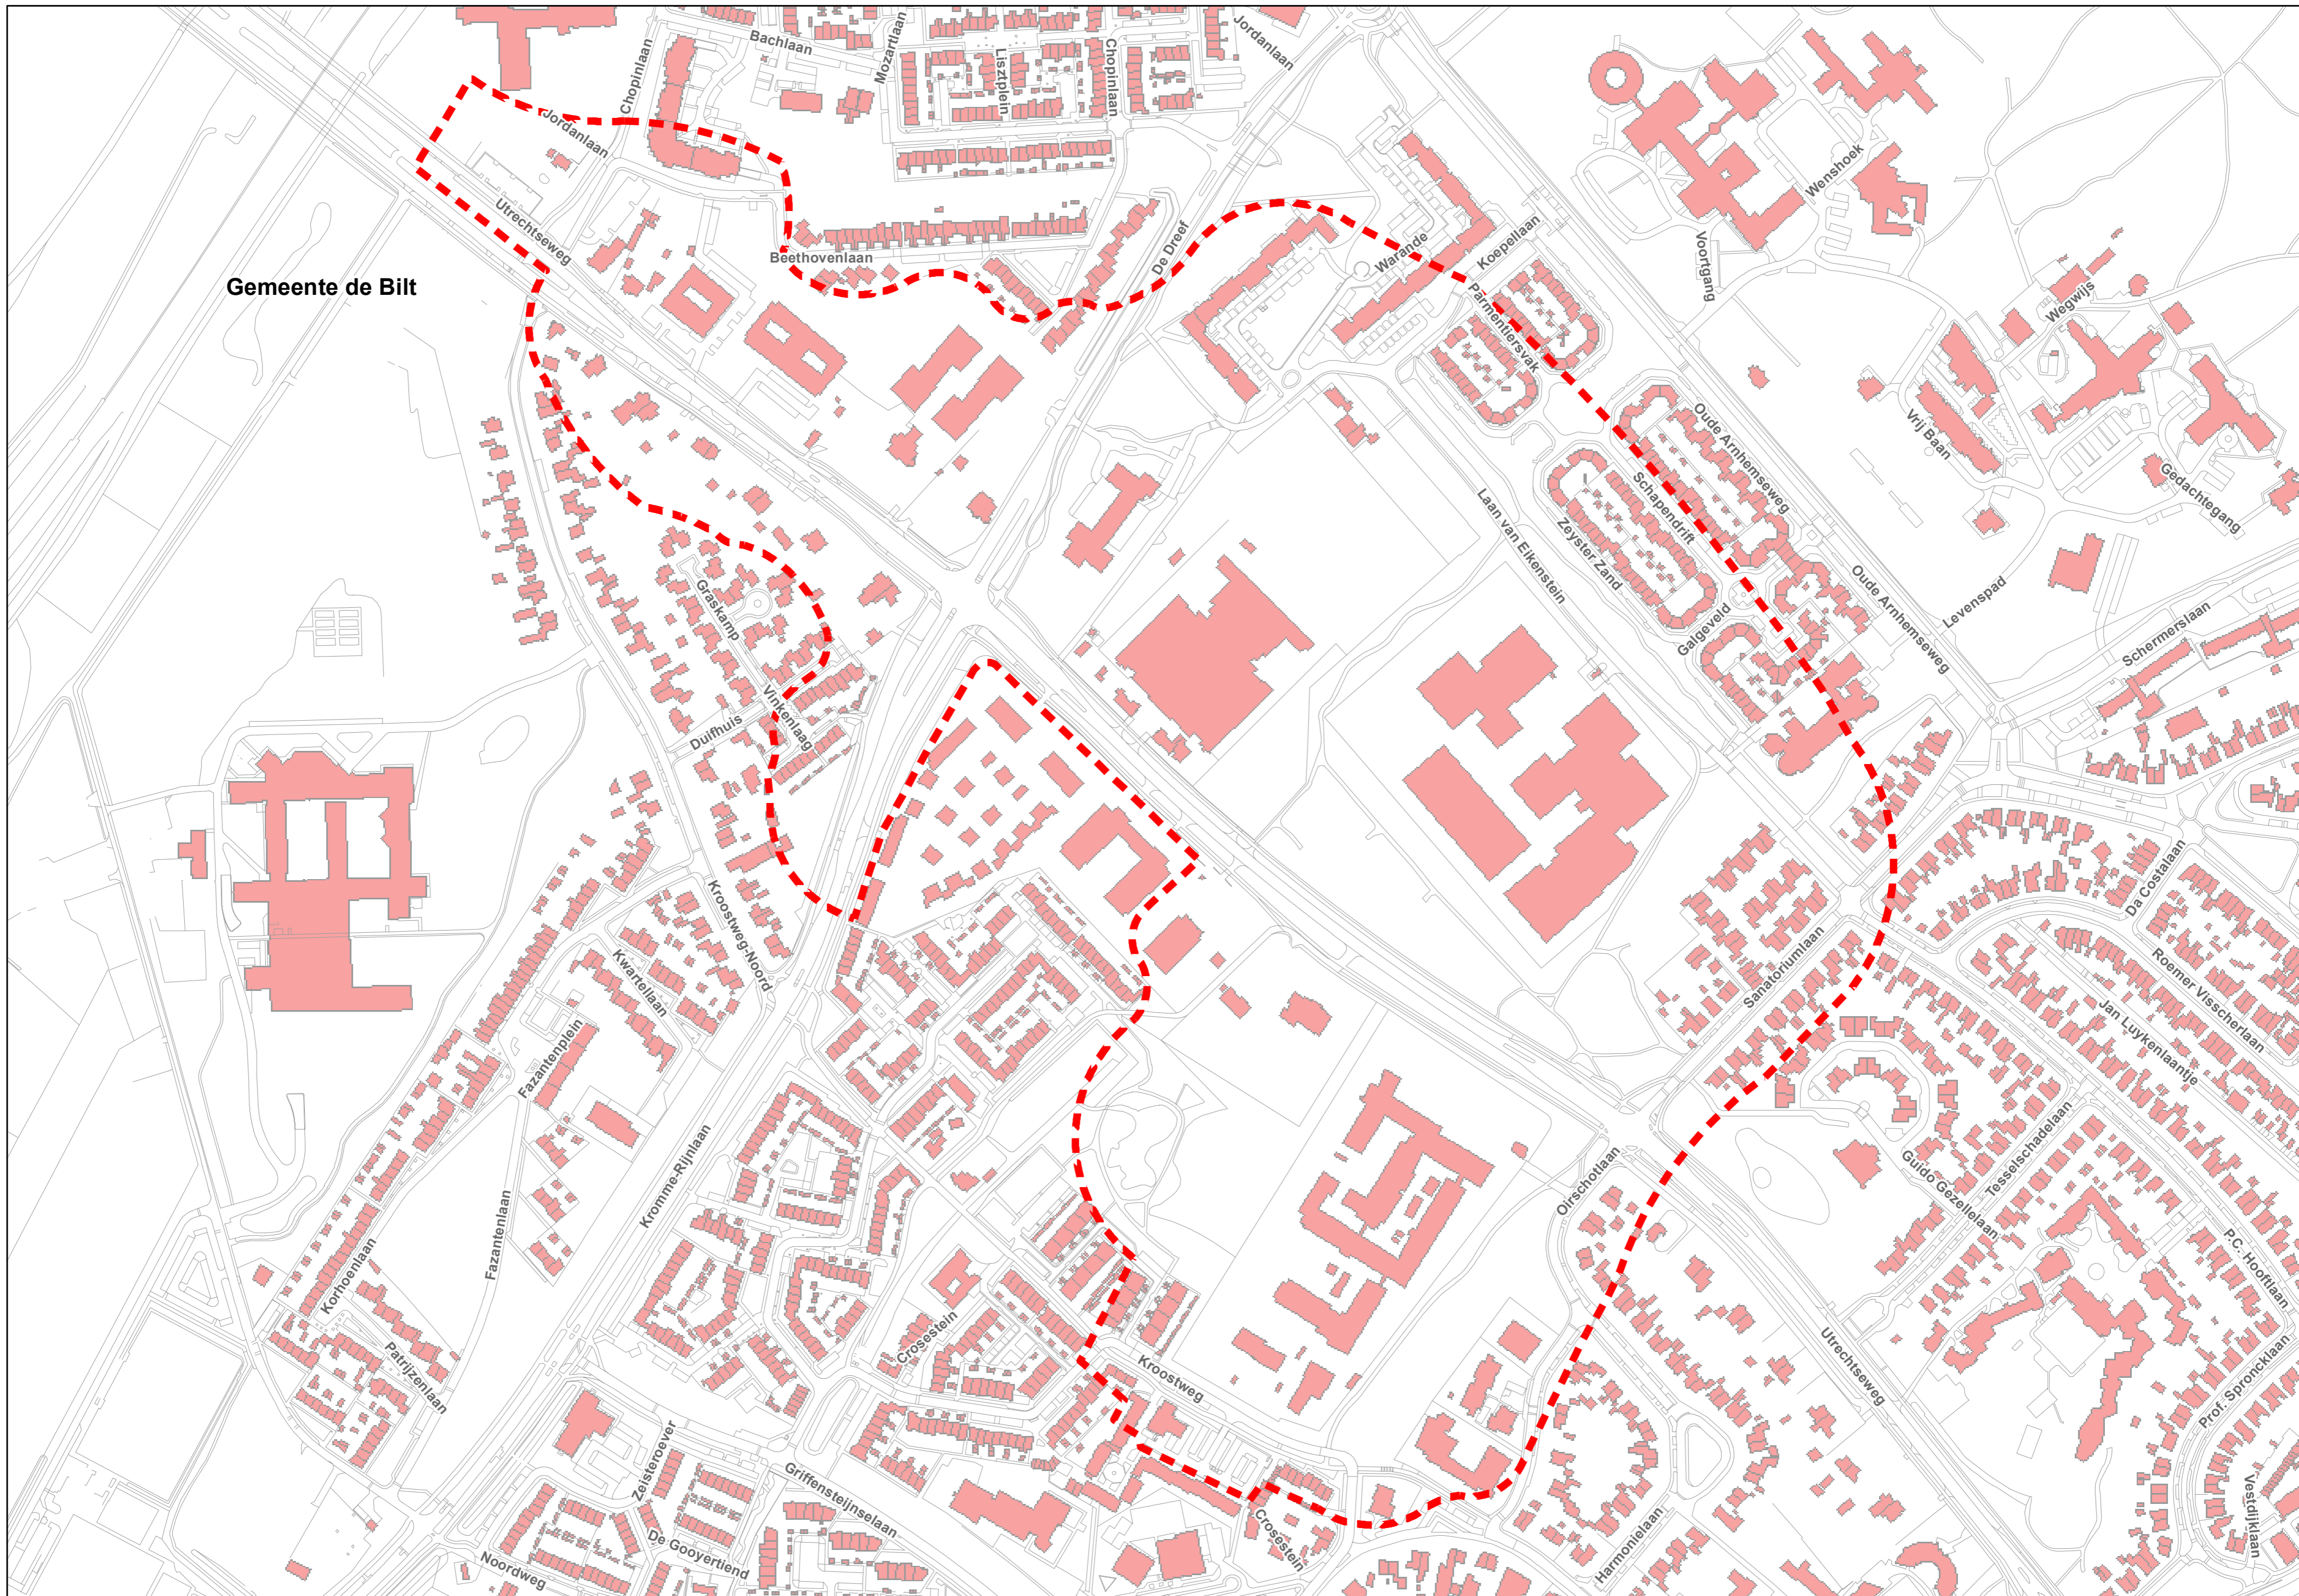 Jordanlaan
Bachlaan
Mozartlaan
Chopinlaan
Lisztplein
Chopinlaan
Jordanlaan
Wenshoek
Utrechtseweg
Beethovenlaan
De Dreef
Warande
Koepellaan
Voortgang
Gemeente de Bilt
Parmentiersvak
Wegwijs
Vrij Baan
Oude Arnhemseweg
Schapendrift
Gedachtegang
Laan van Eikenstein
Zeyster Zand
Graskamp
Galgeveld
Oude Arnhemseweg
Levenspad
Schermerslaan
Vinkenlaag
Duifhuis
Da Costalaan
Kroostweg-Noord
Kwartellaan
Sanatoriumlaan
Roemer Visscherlaan
Jan Luykenlaantje
Fazantenplein
Kromme-Rijnlaan
Oirschotlaan
Guido Gezellelaan
Tesselschadelaan
Fazantenlaan
P.C. Hooftlaan
Korhoenlaan
Crosestein
Patrijzenlaan
Kroostweg
Utrechtseweg
Prof. Sproncklaan
Zeisteroever
Griffensteijnselaan
Vestdijklaan
Crosestein
De Gooyertiend
Harmonielaan
Noordweg